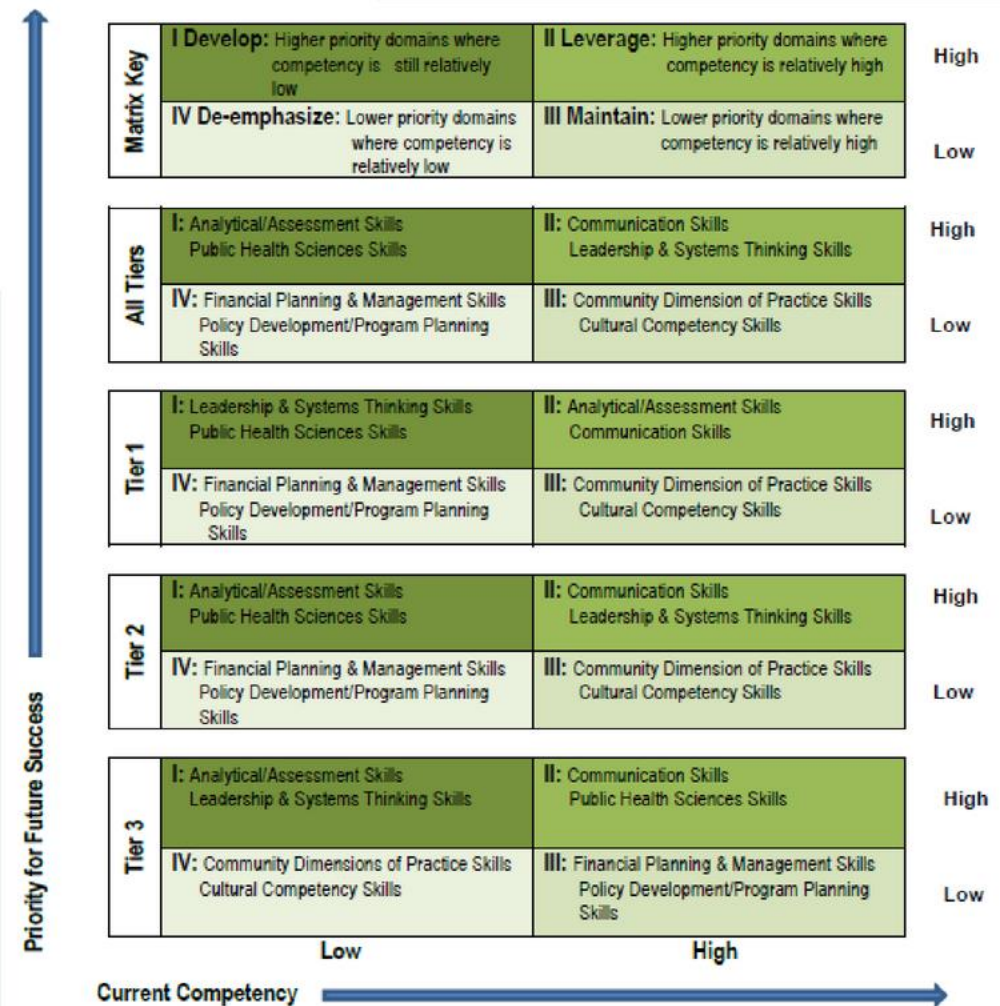 Priority for Future Success
Matrix Key
I Develop: Higher priority domains where
competency is still relatively
low
II Leverage: Higher priority domains where
competency is relatively high
High
IV De-emphasize: Lower priority domains
where competency is
relatively low
III Maintain: Lower priority domains where
competency is relatively high
Low
All Tiers
I: Analytical/Assessment Skills
Public Health Sciences Skills
II: Communication Skills
Leadership & Systems Thinking Skills
High
IV: Financial Planning & Management Skills
Policy Development/Program Planning
Skills
III: Community Dimension of Practice Skills
Cultural Competency Skills
Low
Tier 1
I: Leadership & Systems Thinking Skills
Public Health Sciences Skills
II: Analytical/Assessment Skills
Communication Skills
High
IV: Financial Planning & Management Skills
Policy Development/Program Planning
Skills
III: Community Dimension of Practice Skills
Cultural Competency Skills
Low
Tier 2
I: Analytical/Assessment Skills
Public Health Sciences Skills
II: Communication Skills
Leadership & Systems Thinking Skills
High
IV: Financial Planning & Management Skills
Policy Development/Program Planning
Skills
III: Community Dimension of Practice Skills
Cultural Competency Skills
Low
Tier 3
I: Analytical/Assessment Skills
Leadership & Systems Thinking Skills
II: Communication Skills
Public Health Sciences Skills
High
IV: Community Dimensions of Practice Skills
Cultural Competency Skills
III: Financial Planning & Management Skills
Policy Development/Program Planning
Skills
Low
Low
High
Current Competency